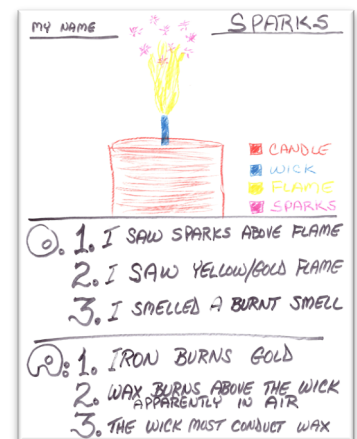 MY NAME
SPARKS
CANDLE
WICK
FLAME
SPARKS
O. 1. I SAW SPARKS ABOVE FLAME
2. I SAW YELLOW/GOLD FLAME
3. I SMELLED A BURNT SMELL
1. IRON BURNS GOLD
2. WAX BURNS ABOVE THE WICK
APPARENTLY IN AIR
3. THE WICK MUST CONDUCT WAX